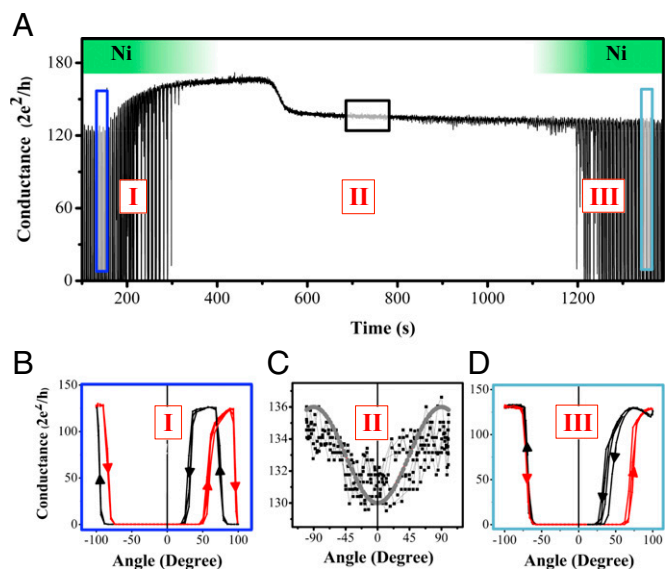 A
Ni
Ni
Conductance (2e²/h)
180
120
60
0
I
II
III
200
400
600
800
1000
1200
Time (s)
B
C
D
Conductance (2e²/h)
150
100
50
0
I
-100
-50
0
50
100
Angle (Degree)
136
134
132
130
II
-90
-45
0
45
90
Angle (Degree)
150
100
50
0
III
-100
-50
0
50
100
Angle (Degree)